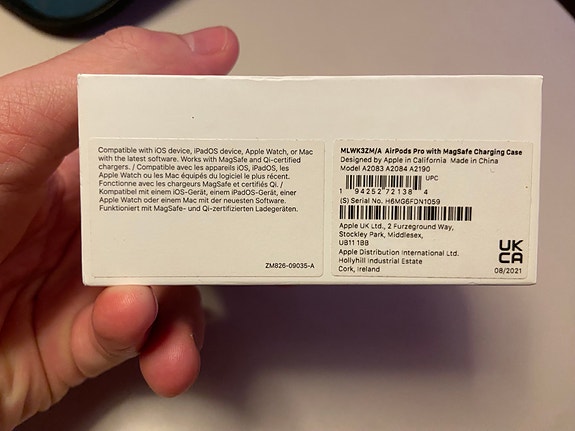 Compatible with iOS device, iPadOS device, Apple Watch, or Mac
with the latest software. Works with MagSafe and Qi-certified
chargers. / Compatible avec les appareils iOS, iPadOS, les
Apple Watch ou les Mac équipés du logiciel le plus récent.
Fonctionne avec les chargeurs MagSafe et certifiés Qi. /
Kompatibel mit einem iOS-Gerät, einem iPadOS-Gerät, einer
Apple Watch oder einem Mac mit der neuesten Software.
Funktioniert mit MagSafe- und Qi-zertifizierten Ladegeräten.
ZM826-09035-A
MLWK3ZM/A AirPods Pro with MagSafe Charging Case
Designed by Apple in California Made in China
Model A2083 A2084 A2190
UPC
1 94252 72138 4
(S) Serial No. H6MG6FDN1059
Apple UK Ltd., 2 Furzeground Way,
Stockley Park, Middlesex,
UB11 1BB
Apple Distribution International Ltd.
Hollyhill Industrial Estate
Cork, Ireland
UK
CA
08/2021